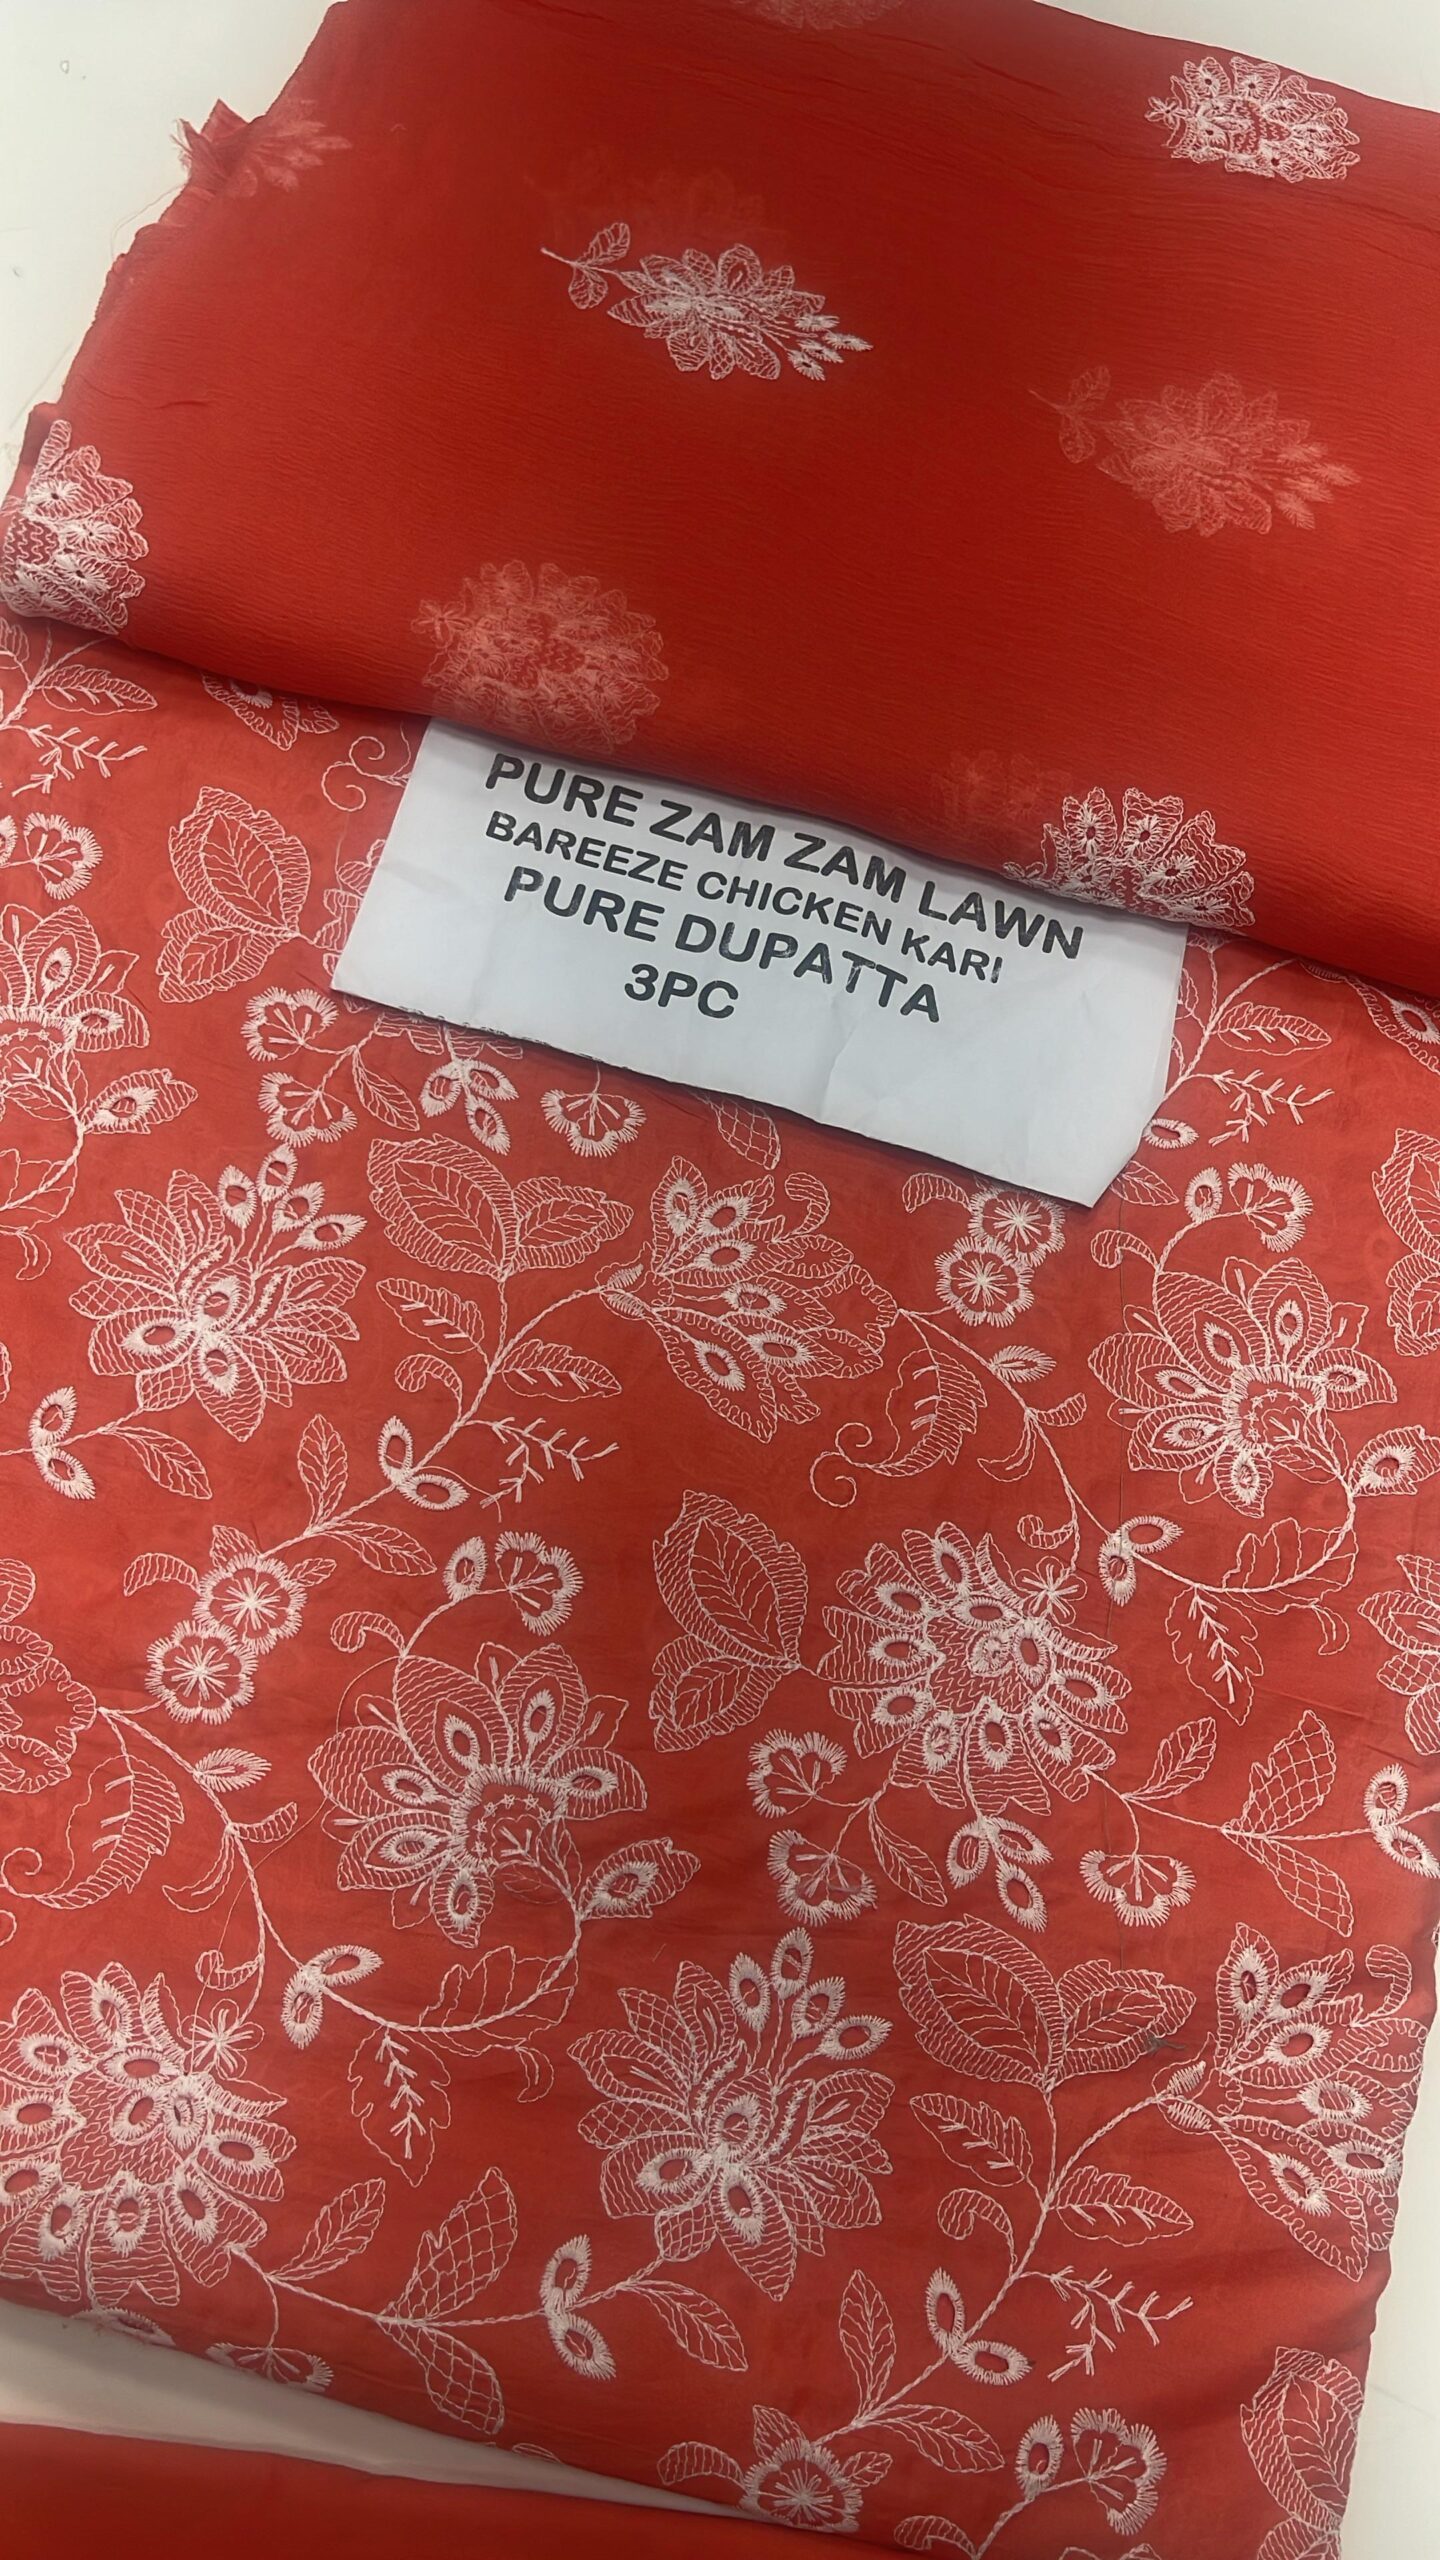 PURE ZAM ZAM LAWN
BAREEZE CHICKEN KARI
PURE DUPATTA
3PC